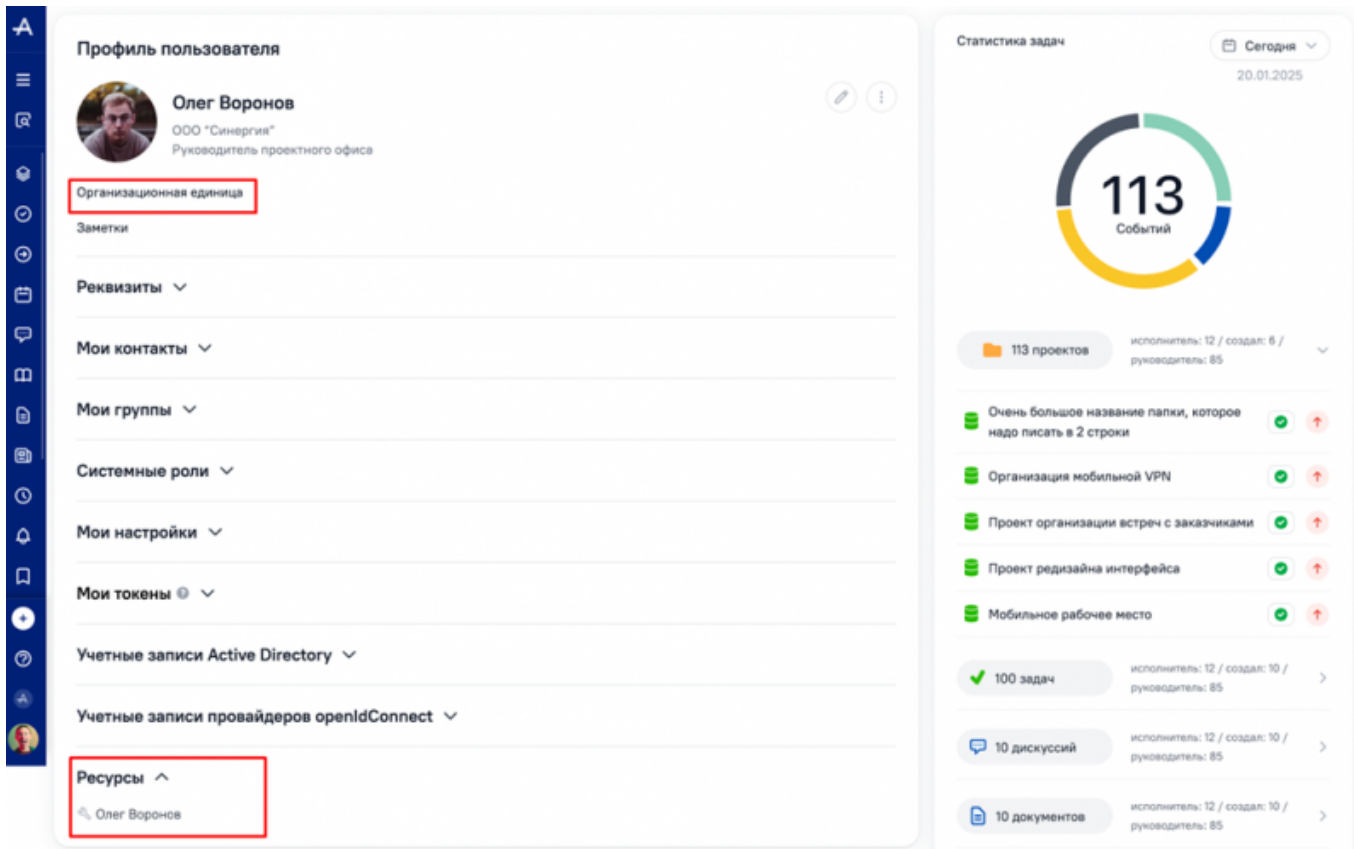 Профиль пользователя
Олег Воронов
ООО "Синергия"
Руководитель проектного офиса
Организационная единица
Заметки
Реквизиты
Мои контакты
Мои группы
Системные роли
Мои настройки
Мои токены
Учетные записи Active Directory
Учетные записи провайдеров openIdConnect
Ресурсы
Олег Воронов
Статистика задач
Сегодня
20.01.2025
113
Событий
113 проектов
исполнитель: 12 / создал: 6 /
руководитель: 85
Очень большое название папки, которое
надо писать в 2 строки
Организация мобильной VPN
Проект организации встреч с заказчиками
Проект редизайна интерфейса
Мобильное рабочее место
100 задач
исполнитель: 12 / создал: 10 /
руководитель: 85
10 дискуссий
исполнитель: 12 / создал: 10 /
руководитель: 85
10 документов
исполнитель: 12 / создал: 10 /
руководитель: 85